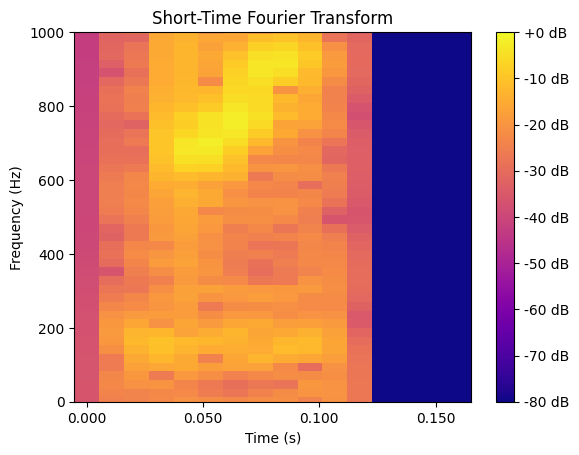 Short-Time Fourier Transform
1000
800
600
400
200
0
Frequency (Hz)
0.000
0.050
0.100
0.150
Time (s)
+0 dB
-10 dB
-20 dB
-30 dB
-40 dB
-50 dB
-60 dB
-70 dB
-80 dB